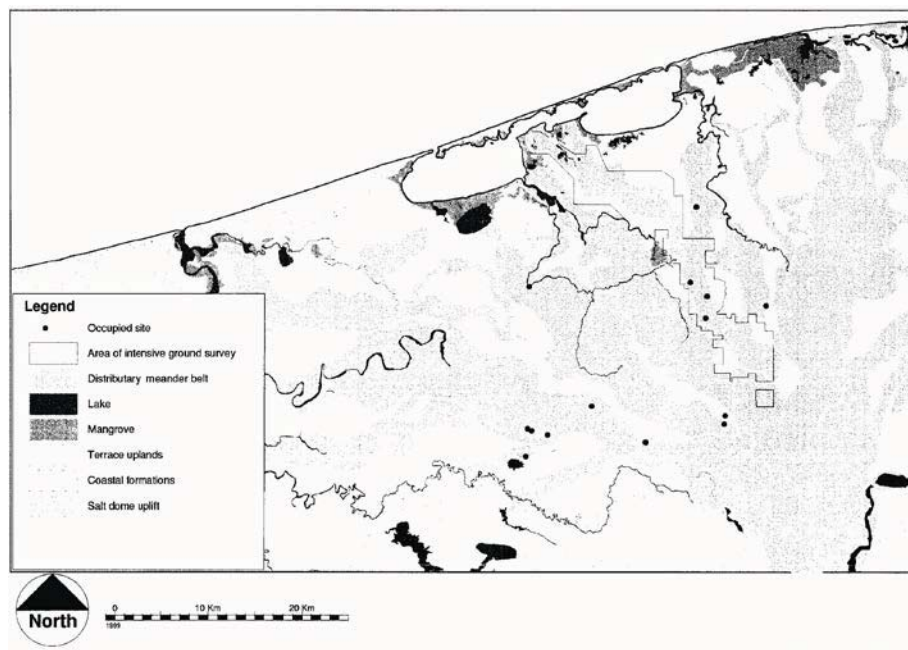 Legend
Occupied site
Area of intensive ground survey
Distributary meander belt
Lake
Mangrove
Terrace uplands
Coastal formations
Salt dome uplift
North
0 10 Km 20 Km
1999